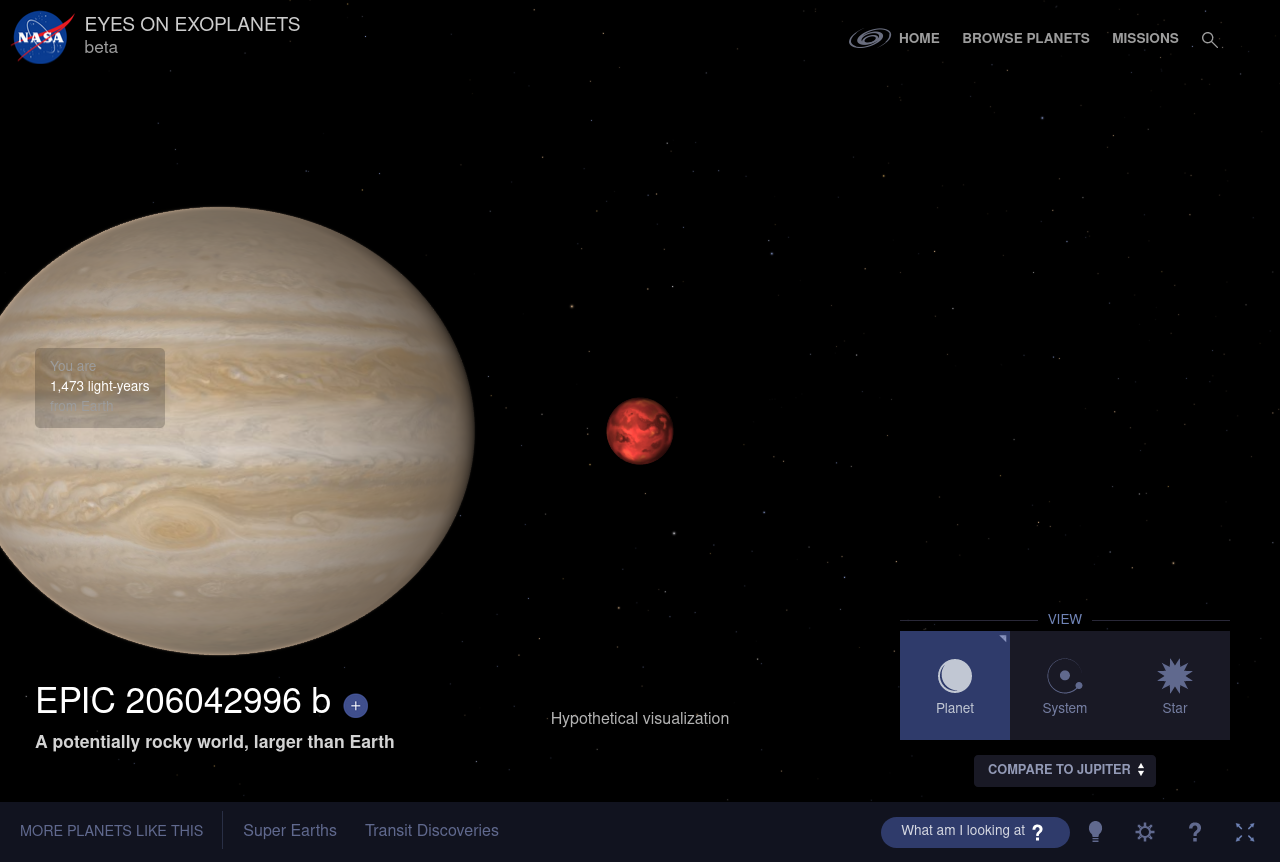 NASA
EYES ON EXOPLANETS
beta
HOME
BROWSE PLANETS
MISSIONS
You are
1,473 light-years
from Earth
EPIC 206042996 b +
A potentially rocky world, larger than Earth
Hypothetical visualization
VIEW
Planet
System
Star
COMPARE TO JUPITER
MORE PLANETS LIKE THIS
Super Earths
Transit Discoveries
What am I looking at ?
?